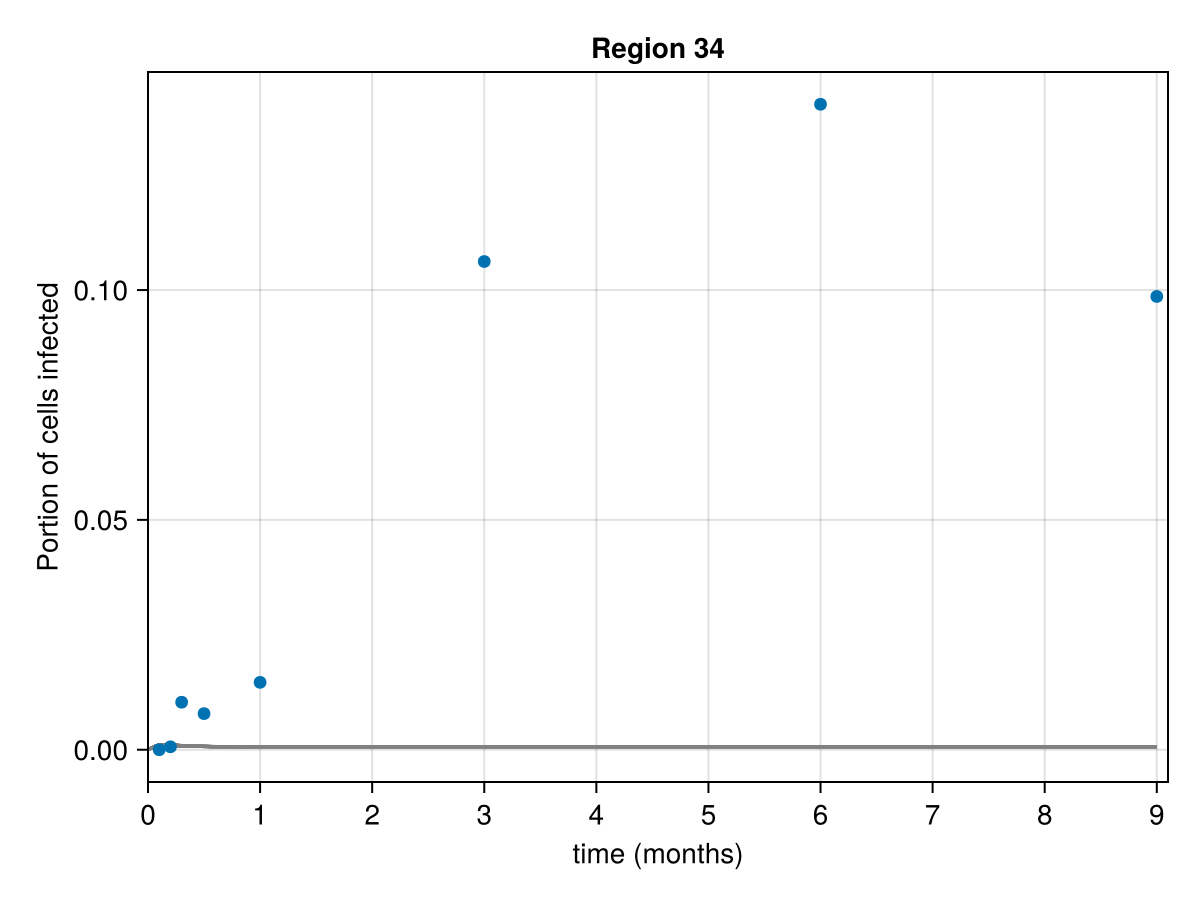 Region 34
Portion of cells infected
0.10
0.05
0.00
0 1 2 3 4 5 6 7 8 9
time (months)